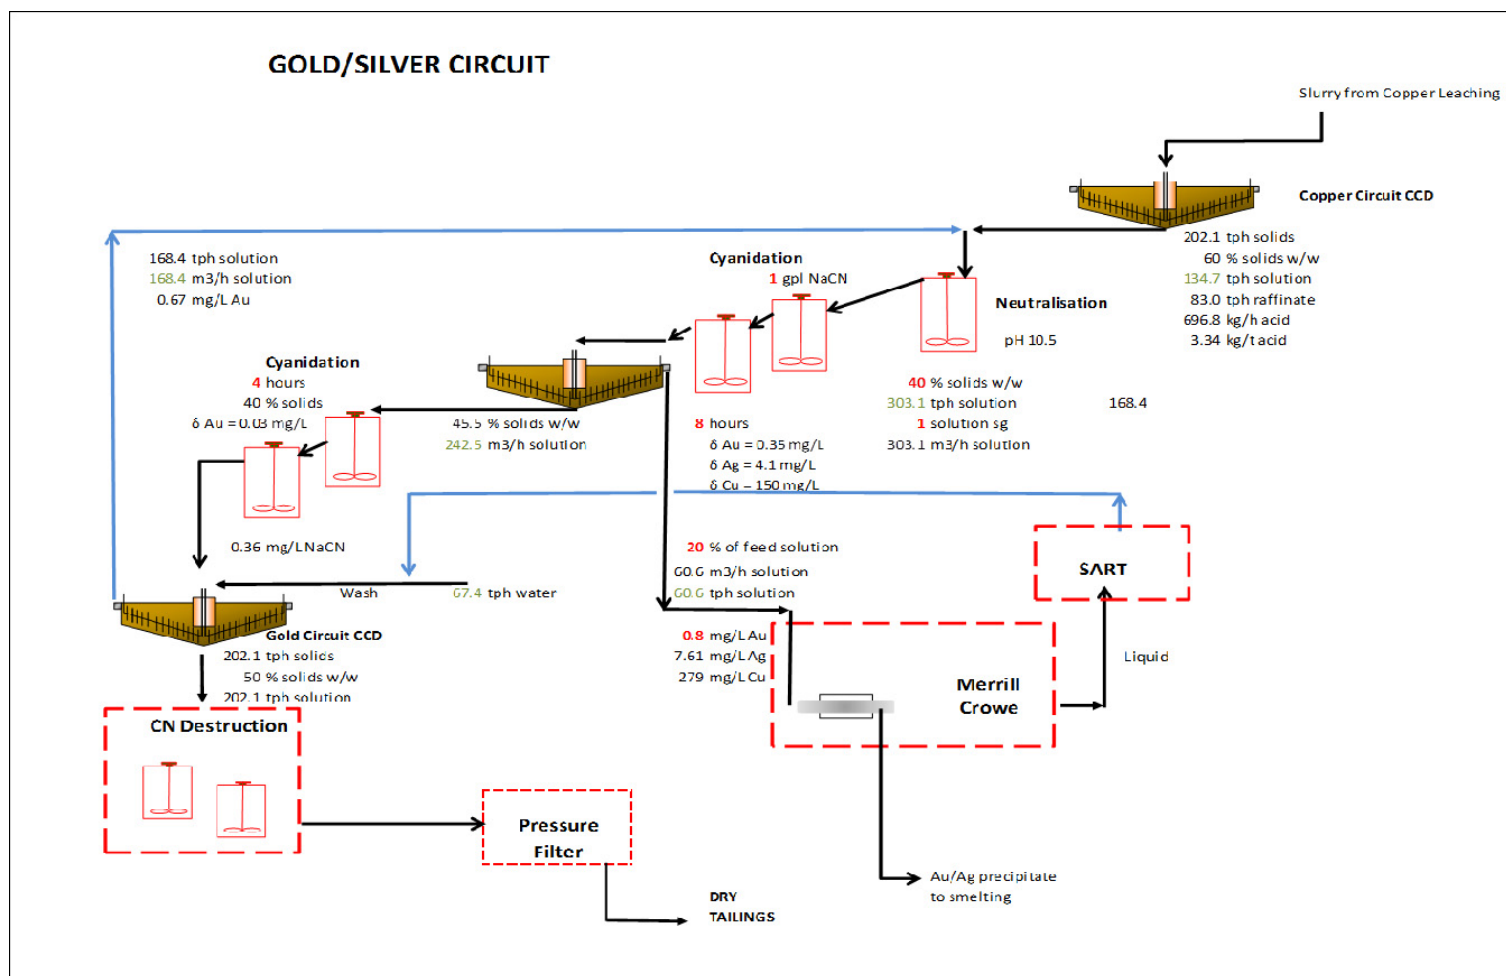 GOLD/SILVER CIRCUIT
Slurry from Copper Leaching
Copper Circuit CCD
202.1 tph solids
60 % solids w/w
134.7 tph solution
83.0 tph raffinate
696.8 kg/h acid
3.34 kg/t acid
168.4 tph solution
168.4 m3/h solution
0.67 mg/L Au
Cyanidation
1 gpl NaCN
Neutralisation
pH 10.5
Cyanidation
4 hours
40 % solids
δ Au = 0.03 mg/L
45.5 % solids w/w
242.5 m3/h solution
8 hours
δ Au = 0.35 mg/L
δ Ag = 4.1 mg/L
δ Cu = 150 mg/L
40 % solids w/w
303.1 tph solution
168.4
1 solution sg
303.1 m3/h solution
0.36 mg/L NaCN
20 % of feed solution
60.6 m3/h solution
60.6 tph solution
SART
Wash
67.4 tph water
Gold Circuit CCD
202.1 tph solids
50 % solids w/w
202.1 tph solution
0.8 mg/L Au
7.61 mg/L Ag
279 mg/L Cu
Liquid
Merrill
Crowe
CN Destruction
Pressure
Filter
Au/Ag precipitate
to smelting
DRY
TAILINGS